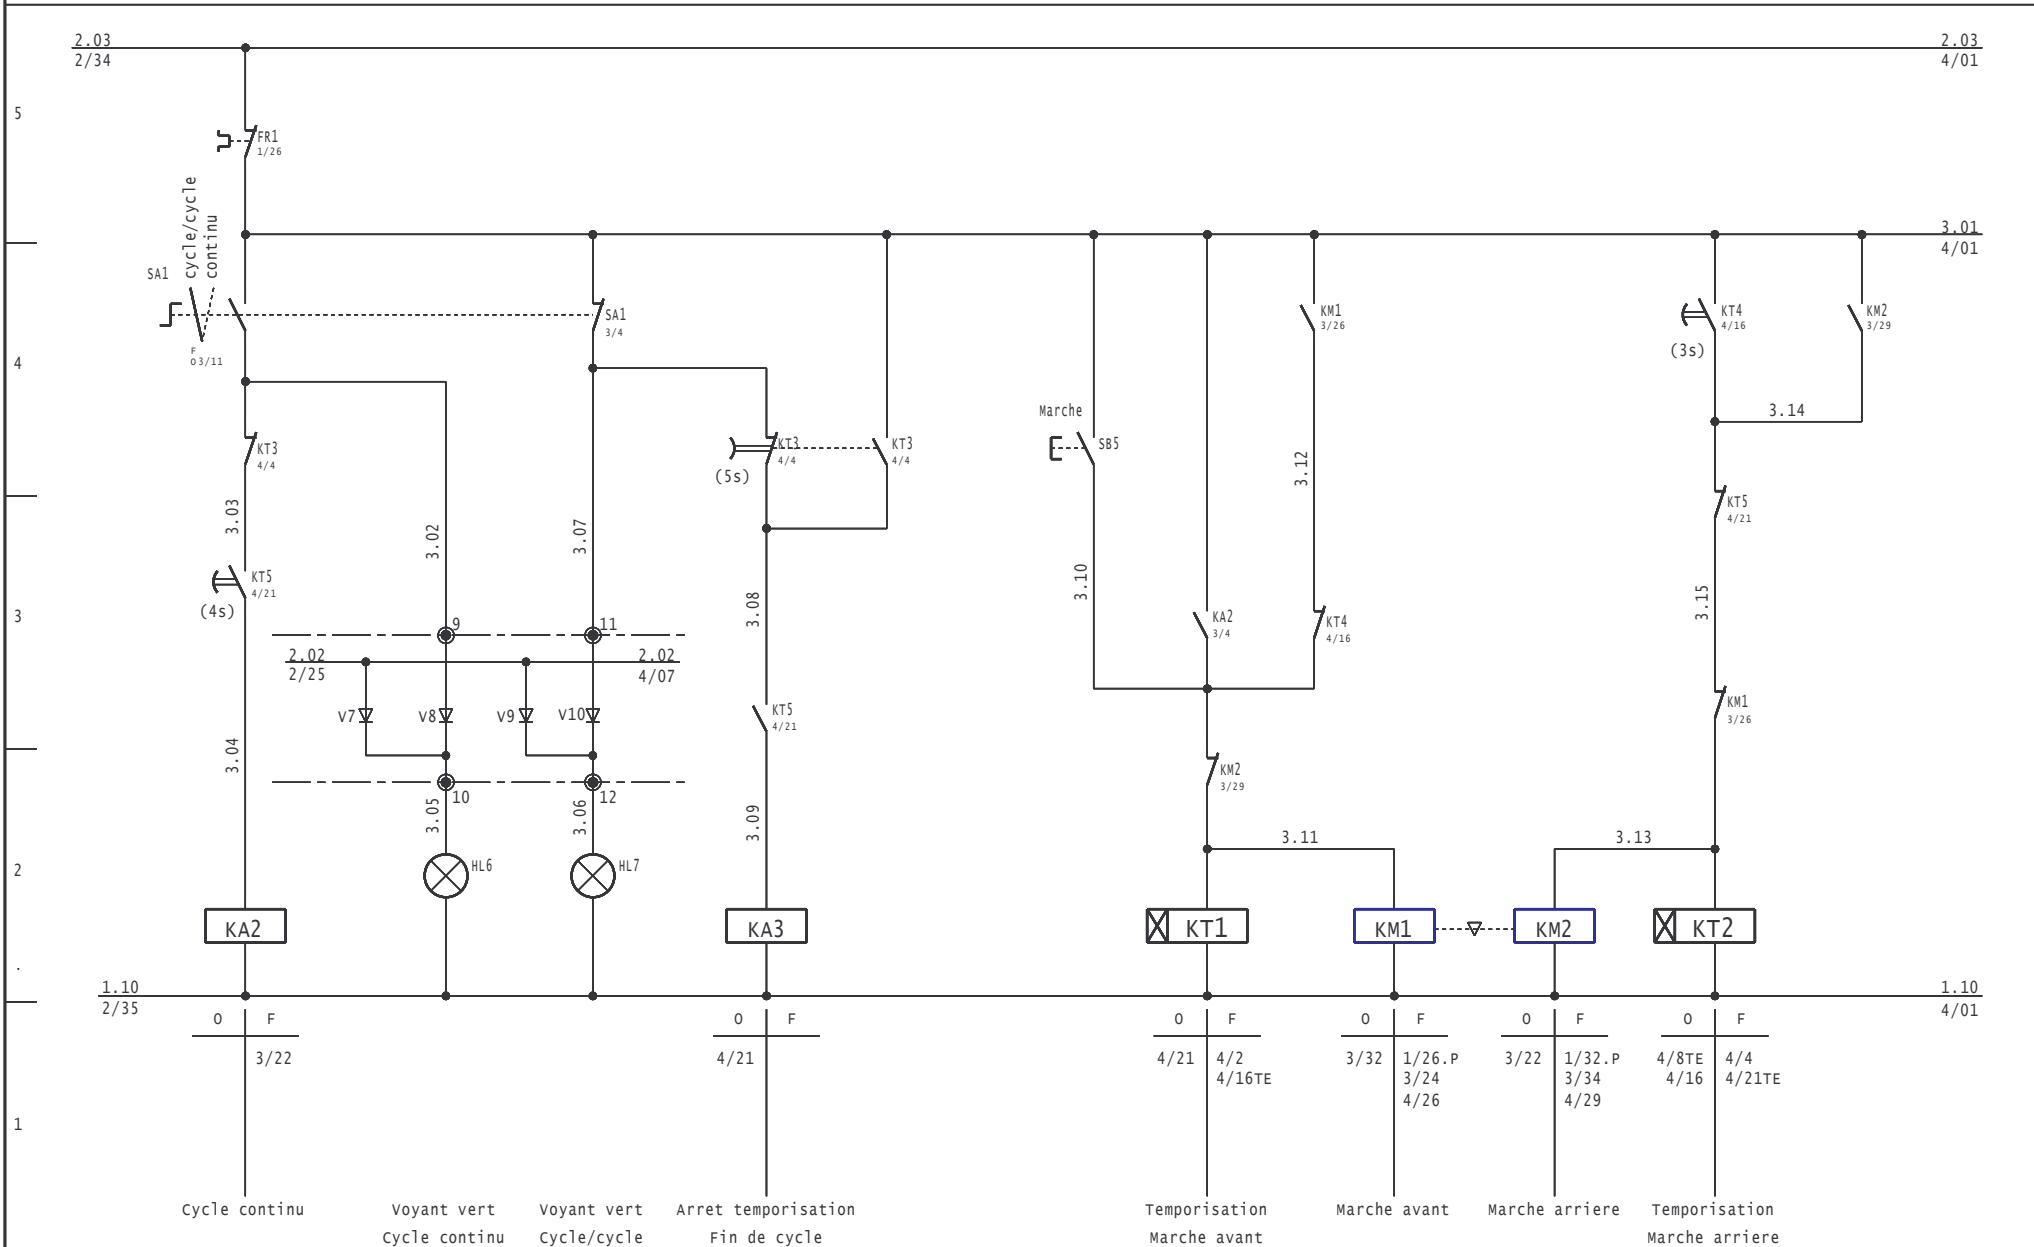 2.03
2/34
2.03
4/01
5
FR1
1/26
cycle/cycle
continu
3.01
4/01
SA1
F
O3/11
SA1
3/4
KM1
3/26
KT4
4/16
(3s)
KM2
3/29
4
3.14
Marche
SB5
KT3
4/4
KT3
4/4
(5s)
KT3
4/4
3.12
KT5
4/21
3.03
3.02
3.07
3.10
KT5
4/21
(4s)
3
3.08
3.15
KA2
3/4
KT4
4/16
9
11
2.02
2/25
2.02
4/07
V7
V8
V9
V10
KT5
4/21
KM1
3/26
3.04
KM2
3/29
10
12
3.05
3.06
3.09
3.11
3.13
2
HL6
HL7
KA2
KA3
KT1
KM1
KM2
KT2
.
1.10
2/35
1.10
4/01
O F
O F
O F
O F
O F
O F
3/22
4/21
4/21 4/2
4/16TE
3/32 1/26.P
3/24
4/26
3/22 1/32.P
3/34
4/29
4/8TE 4/4
4/16 4/21TE
1
Cycle continu
Voyant vert
Cycle continu
Voyant vert
Cycle/cycle
Arret temporisation
Fin de cycle
Temporisation
Marche avant
Marche avant
Marche arriere
Temporisation
Marche arriere